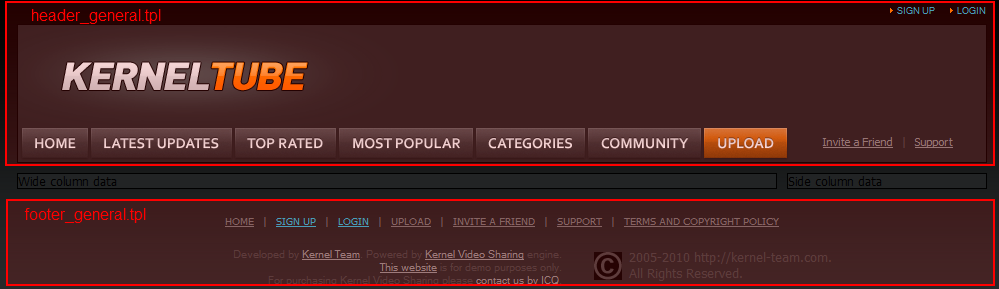 header_general.tpl
SIGN UP LOGIN
KERNELTUBE
HOME LATEST UPDATES TOP RATED MOST POPULAR CATEGORIES COMMUNITY UPLOAD Invite a Friend | Support
Wide column data Side column data
footer_general.tpl
HOME | SIGN UP | LOGIN | UPLOAD | INVITE A FRIEND | SUPPORT | TERMS AND COPYRIGHT POLICY
Developed by Kernel Team. Powered by Kernel Video Sharing engine.
This website is for demo purposes only.
For purchasing Kernel Video Sharing please contact us by ICQ.
© 2005-2010 http://kernel-team.com.
All Rights Reserved.